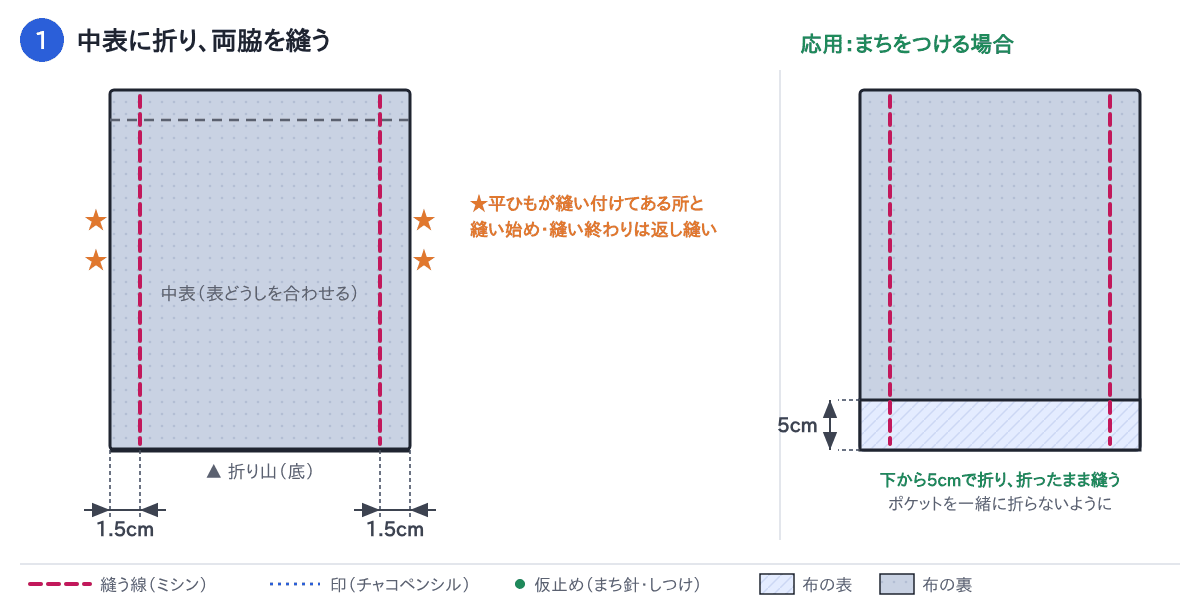 1 中表に折り、両脇を縫う
応用：まちをつける場合
★平ひもが縫い付けてある所と
縫い始め・縫い終わりは返し縫い
中表（表どうしを合わせる）
▲ 折り山（底）
1.5cm
1.5cm
5cm
下から5cmで折り、折ったまま縫う
ポケットを一緒に折らないように
縫う線（ミシン）
印（チャコペンシル）
仮止め（まち針・しつけ）
布の表
布の裏